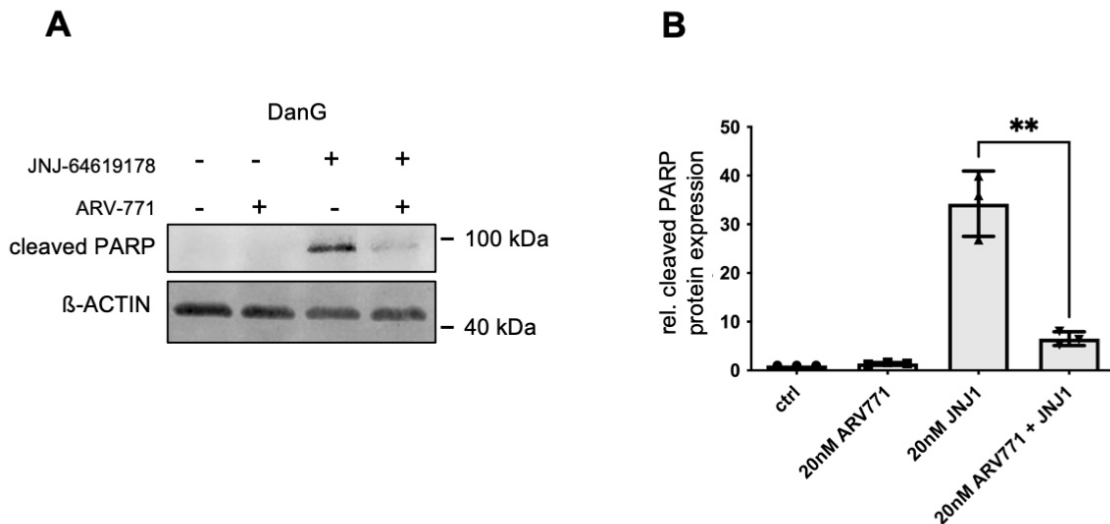 A
DanG
JNJ-64619178 - - + +
ARV-771 - + - +
cleaved PARP
– 100 kDa
ß-ACTIN
– 40 kDa
B
**
rel. cleaved PARP
protein expression
50
40
30
20
10
0
ctrl
20nM ARV771
20nM JNJ1
20nM ARV771 + JNJ1